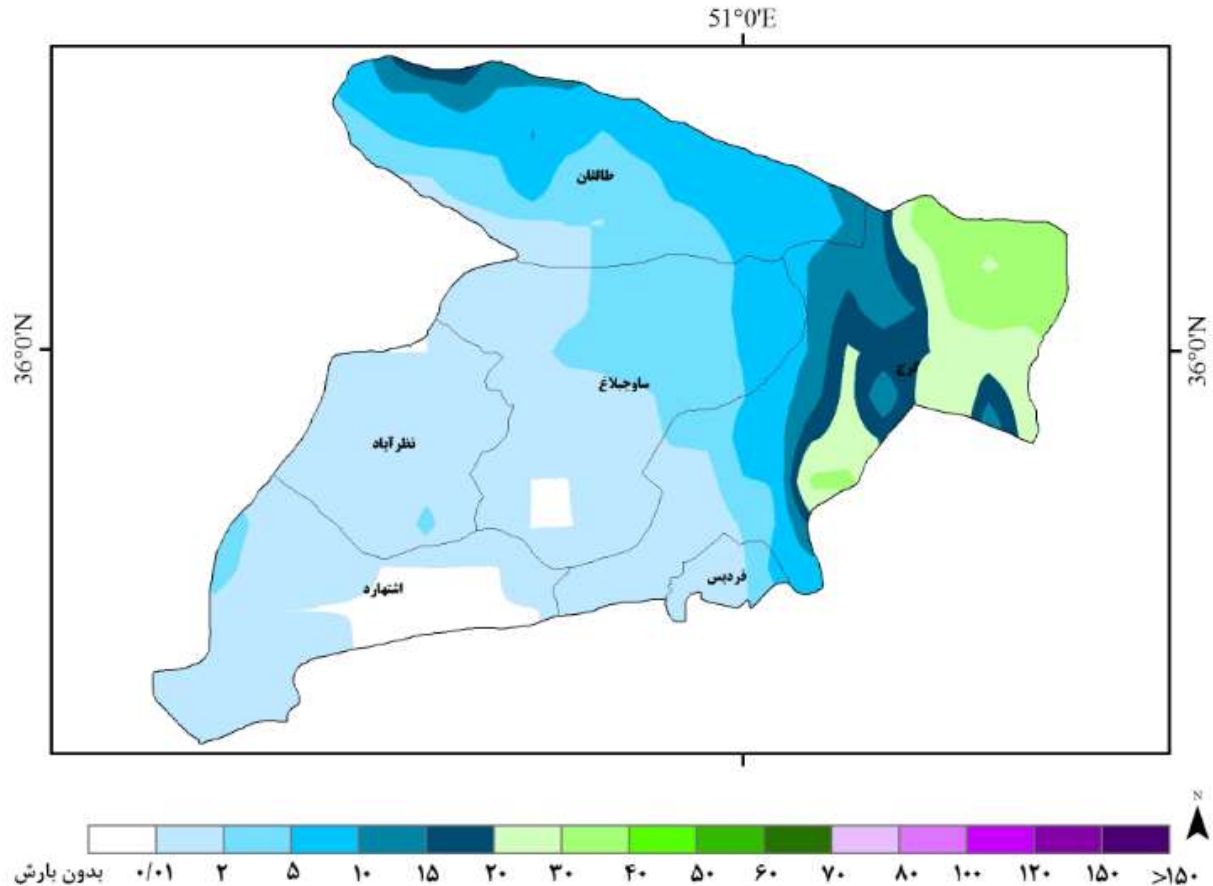 51°0'E
36°0'N
36°0'N
طالقان
کرج
ساوجبلاغ
نظرآباد
فردیس
اشتهارد
N
بدون بارش ۰/۰۱ ۲ ۵ ۱۰ ۱۵ ۲۰ ۳۰ ۴۰ ۵۰ ۶۰ ۷۰ ۸۰ ۱۰۰ ۱۲۰ ۱۵۰ >۱۵۰